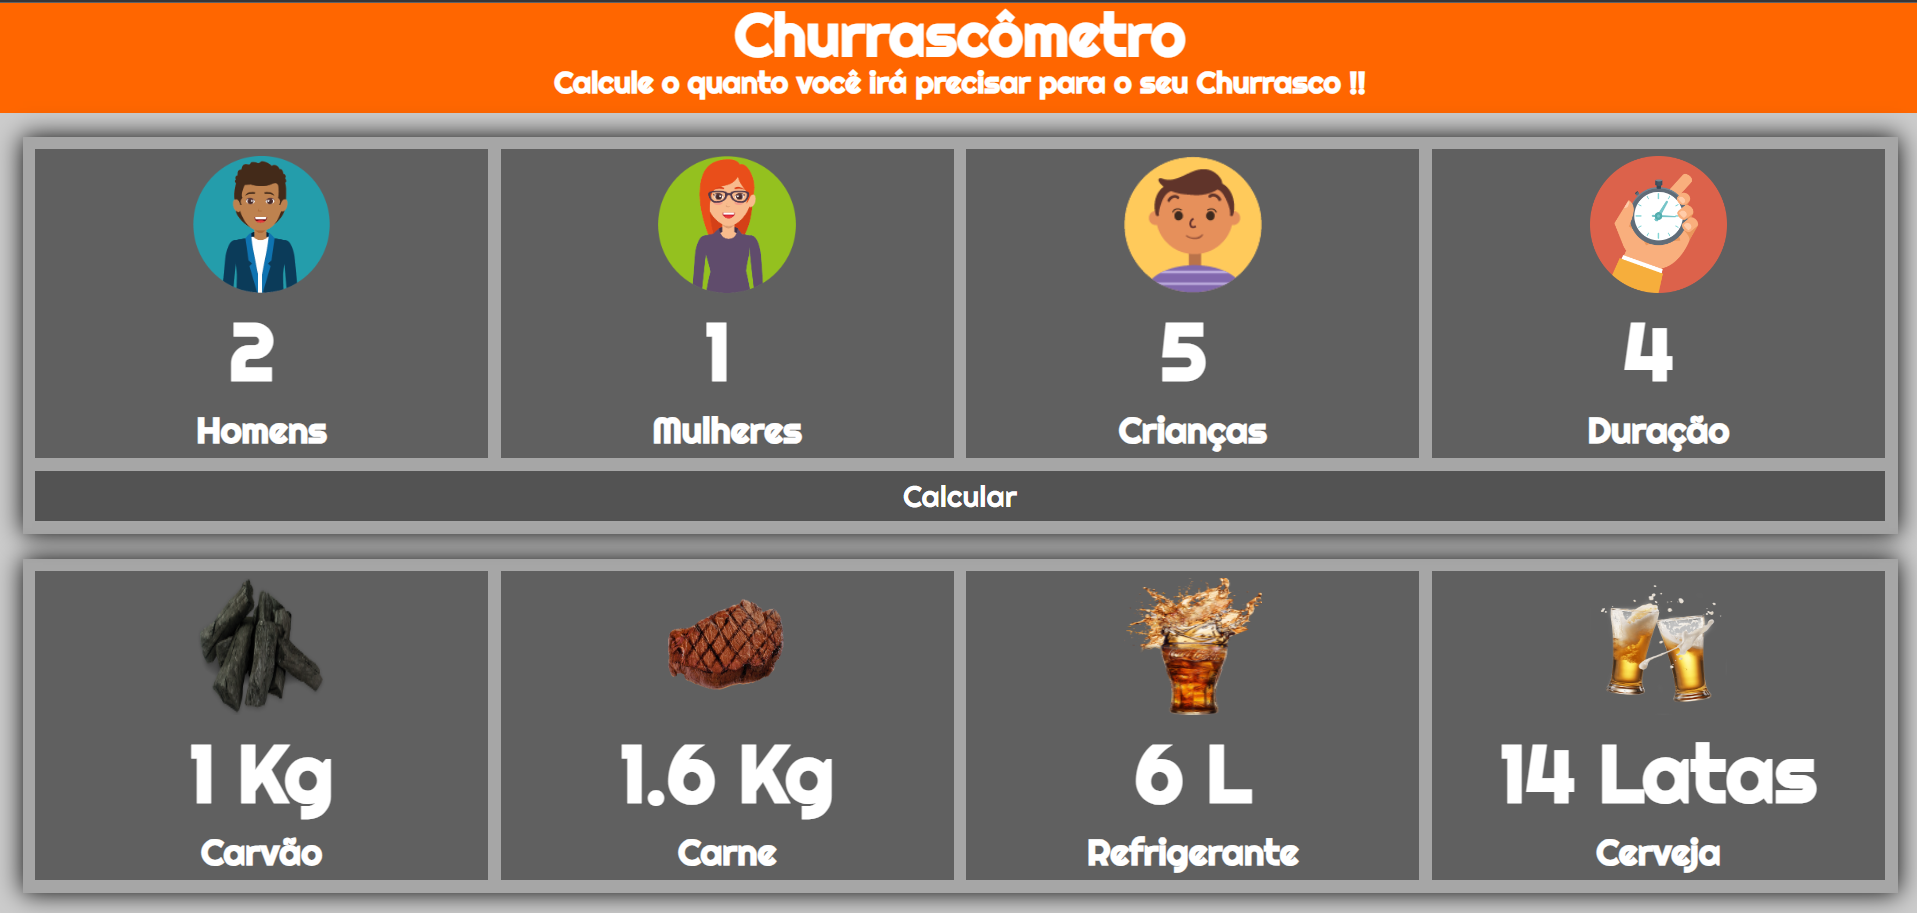 Churrascômetro
Calcule o quanto você irá precisar para o seu Churrasco !!
2
Homens
1
Mulheres
5
Crianças
4
Duração
Calcular
1 Kg
Carvão
1.6 Kg
Carne
6 L
Refrigerante
14 Latas
Cerveja